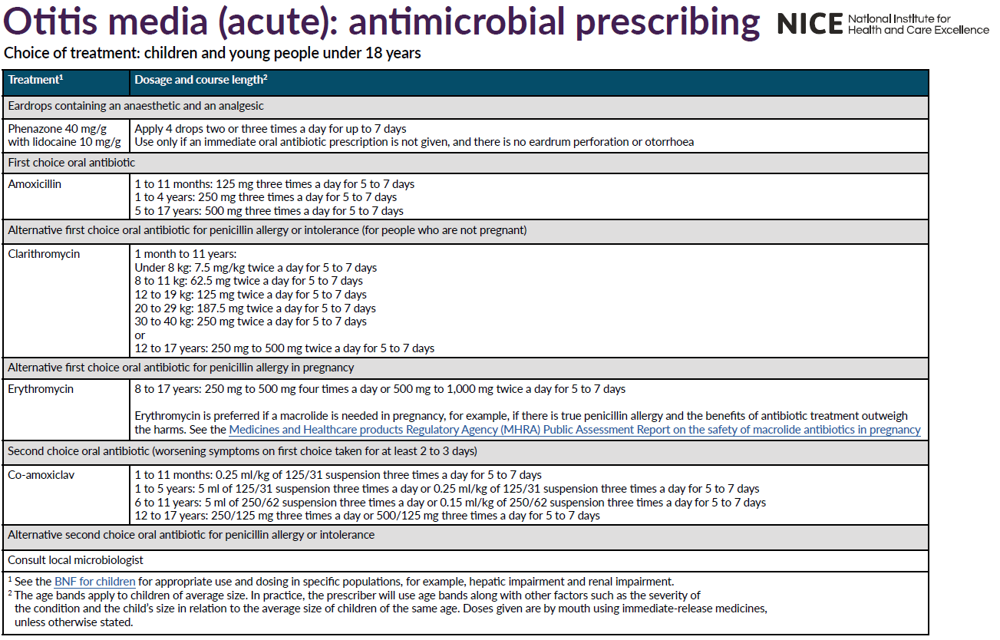 Otitis media (acute): antimicrobial prescribing
NICE National Institute for
Health and Care Excellence
Choice of treatment: children and young people under 18 years
Treatment¹ Dosage and course length²
Eardrops containing an anaesthetic and an analgesic
Phenazone 40 mg/g
with lidocaine 10 mg/g
Apply 4 drops two or three times a day for up to 7 days
Use only if an immediate oral antibiotic prescription is not given, and there is no eardrum perforation or otorrhoea
First choice oral antibiotic
Amoxicillin
1 to 11 months: 125 mg three times a day for 5 to 7 days
1 to 4 years: 250 mg three times a day for 5 to 7 days
5 to 17 years: 500 mg three times a day for 5 to 7 days
Alternative first choice oral antibiotic for penicillin allergy or intolerance (for people who are not pregnant)
Clarithromycin
1 month to 11 years:
Under 8 kg: 7.5 mg/kg twice a day for 5 to 7 days
8 to 11 kg: 62.5 mg twice a day for 5 to 7 days
12 to 19 kg: 125 mg twice a day for 5 to 7 days
20 to 29 kg: 187.5 mg twice a day for 5 to 7 days
30 to 40 kg: 250 mg twice a day for 5 to 7 days
or
12 to 17 years: 250 mg to 500 mg twice a day for 5 to 7 days
Alternative first choice oral antibiotic for penicillin allergy in pregnancy
Erythromycin
8 to 17 years: 250 mg to 500 mg four times a day or 500 mg to 1,000 mg twice a day for 5 to 7 days
Erythromycin is preferred if a macrolide is needed in pregnancy, for example, if there is true penicillin allergy and the benefits of antibiotic treatment outweigh
the harms. See the Medicines and Healthcare products Regulatory Agency (MHRA) Public Assessment Report on the safety of macrolide antibiotics in pregnancy
Second choice oral antibiotic (worsening symptoms on first choice taken for at least 2 to 3 days)
Co-amoxiclav
1 to 11 months: 0.25 ml/kg of 125/31 suspension three times a day for 5 to 7 days
1 to 5 years: 5 ml of 125/31 suspension three times a day or 0.25 ml/kg of 125/31 suspension three times a day for 5 to 7 days
6 to 11 years: 5 ml of 250/62 suspension three times a day or 0.15 ml/kg of 250/62 suspension three times a day for 5 to 7 days
12 to 17 years: 250/125 mg three times a day or 500/125 mg three times a day for 5 to 7 days
Alternative second choice oral antibiotic for penicillin allergy or intolerance
Consult local microbiologist
¹ See the BNF for children for appropriate use and dosing in specific populations, for example, hepatic impairment and renal impairment.
² The age bands apply to children of average size. In practice, the prescriber will use age bands along with other factors such as the severity of
the condition and the child's size in relation to the average size of children of the same age. Doses given are by mouth using immediate-release medicines,
unless otherwise stated.